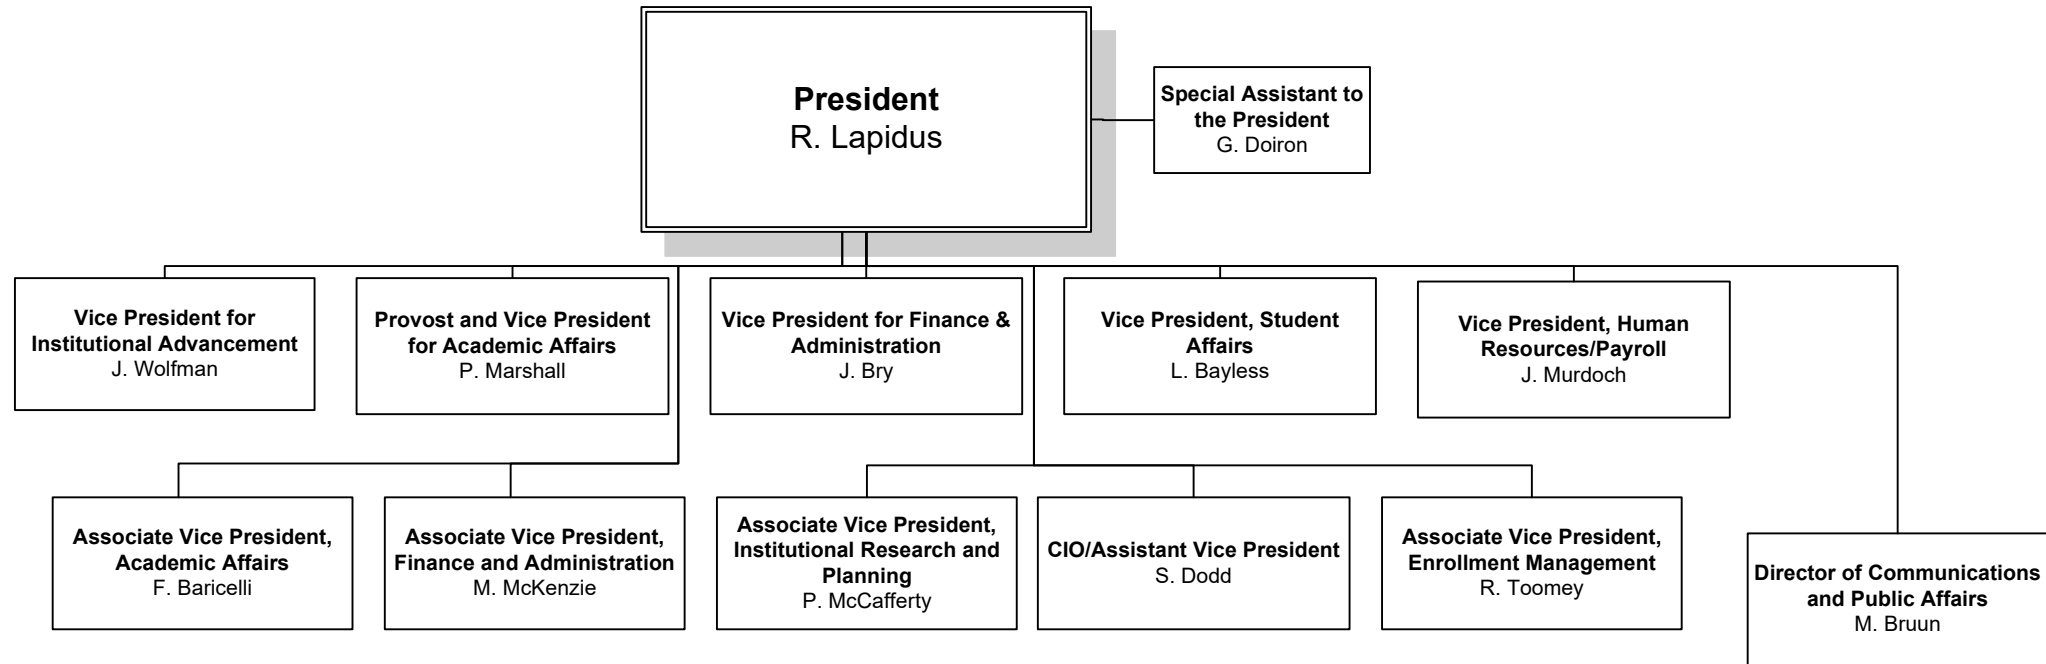 President
R. Lapidus
Special Assistant to
the President
G. Doiron
Vice President for
Institutional Advancement
J. Wolfman
Provost and Vice President
for Academic Affairs
P. Marshall
Vice President for Finance &
Administration
J. Bry
Vice President, Student
Affairs
L. Bayless
Vice President, Human
Resources/Payroll
J. Murdoch
Associate Vice President,
Academic Affairs
F. Baricelli
Associate Vice President,
Finance and Administration
M. McKenzie
Associate Vice President,
Institutional Research and
Planning
P. McCafferty
CIO/Assistant Vice President
S. Dodd
Associate Vice President,
Enrollment Management
R. Toomey
Director of Communications
and Public Affairs
M. Bruun